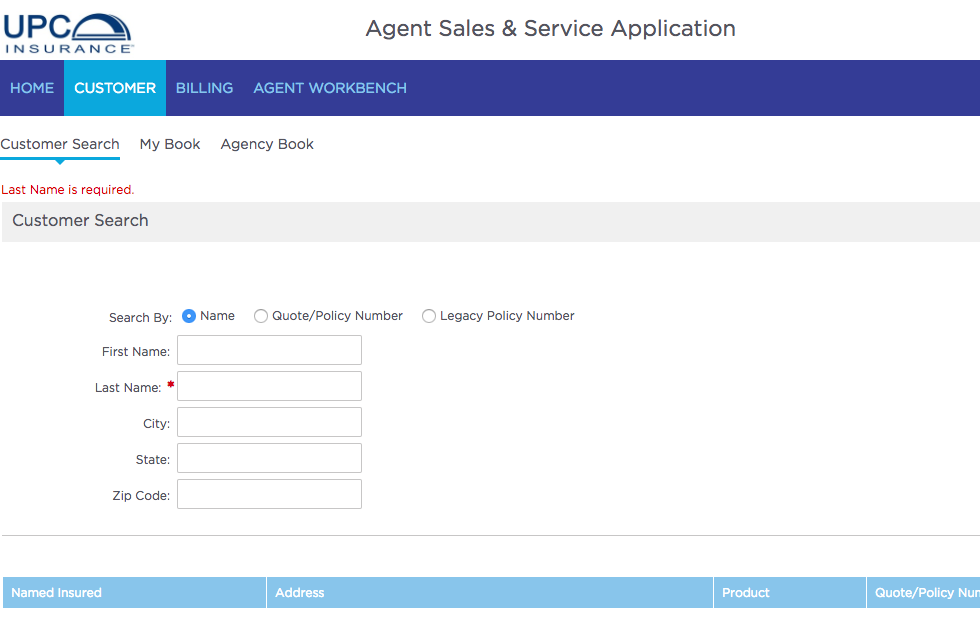 UPC
INSURANCE
Agent Sales & Service Application
HOME CUSTOMER BILLING AGENT WORKBENCH
Customer Search My Book Agency Book
Last Name is required.
Customer Search
Search By: Name Quote/Policy Number Legacy Policy Number
First Name:
Last Name: *
City:
State:
Zip Code:
Named Insured Address Product Quote/Policy Num